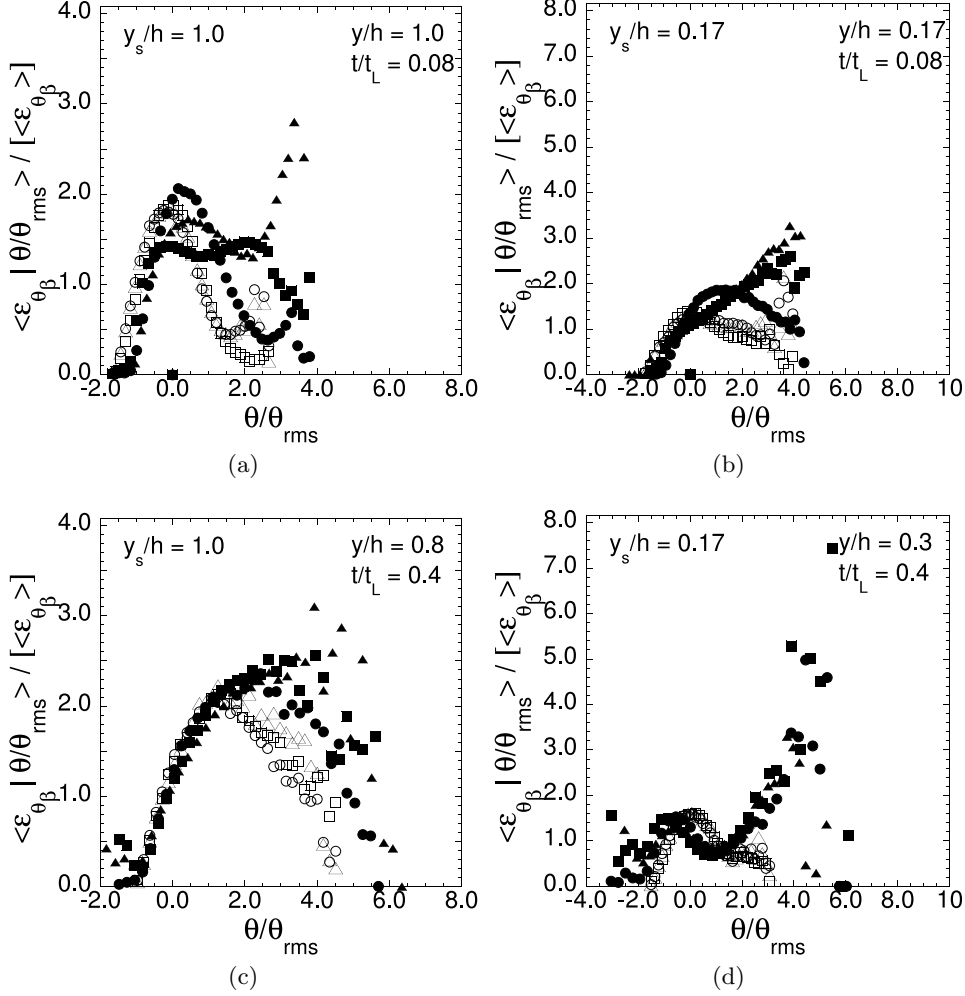 4.0
3.0
2.0
1.0
0.0
-2.0 0.0 2.0 4.0 6.0 8.0
<ε_θβ | θ/θ_rms> / [<ε_θβ>]
θ/θ_rms
y_s/h = 1.0
y/h = 1.0
t/t_L = 0.08
(a)
8.0
7.0
6.0
5.0
4.0
3.0
2.0
1.0
0.0
-4.0 -2.0 0.0 2.0 4.0 6.0 8.0 10
<ε_θβ | θ/θ_rms> / [<ε_θβ>]
θ/θ_rms
y_s/h = 0.17
y/h = 0.17
t/t_L = 0.08
(b)
4.0
3.0
2.0
1.0
0.0
-2.0 0.0 2.0 4.0 6.0 8.0
<ε_θβ | θ/θ_rms> / [<ε_θβ>]
θ/θ_rms
y_s/h = 1.0
y/h = 0.8
t/t_L = 0.4
(c)
8.0
7.0
6.0
5.0
4.0
3.0
2.0
1.0
0.0
-4.0 -2.0 0.0 2.0 4.0 6.0 8.0 10
<ε_θβ | θ/θ_rms> / [<ε_θβ>]
θ/θ_rms
y_s/h = 0.17
y/h = 0.3
t/t_L = 0.4
(d)